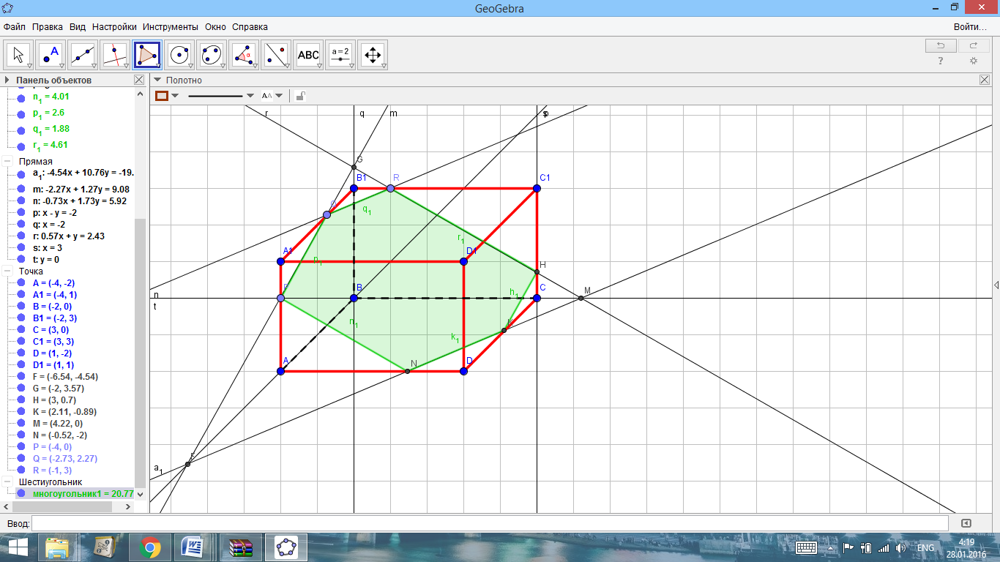 GeoGebra
Файл Правка Вид Настройки Инструменты Окно Справка
Войти...
A
α
ABC
a = 2
?
Панель объектов
n₁ = 4.01
p₁ = 2.6
q₁ = 1.88
r₁ = 4.61
Прямая
a₁: -4.54x + 10.76y = -19.
m: -2.27x + 1.27y = 9.08
n: -0.73x + 1.73y = 5.92
p: x - y = -2
q: x = -2
r: 0.57x + y = 2.43
s: x = 3
t: y = 0
Точка
A = (-4, -2)
A1 = (-4, 1)
B = (-2, 0)
B1 = (-2, 3)
C = (3, 0)
C1 = (3, 3)
D = (1, -2)
D1 = (1, 1)
F = (-6.54, -4.54)
G = (-2, 3.57)
H = (3, 0.7)
K = (2.11, -0.89)
M = (4.22, 0)
N = (-0.52, -2)
P = (-4, 0)
Q = (-2.73, 2.27)
R = (-1, 3)
Шестиугольник
многоугольник1 = 20.77
Полотно
AA
r q m
G
B1 R C1
Q
q₁
r₁
A1 D1
H
B h₁ C M
n
t
n₁
k₁
A N D
F
a₁
Ввод:
ENG
4:19
28.01.2016